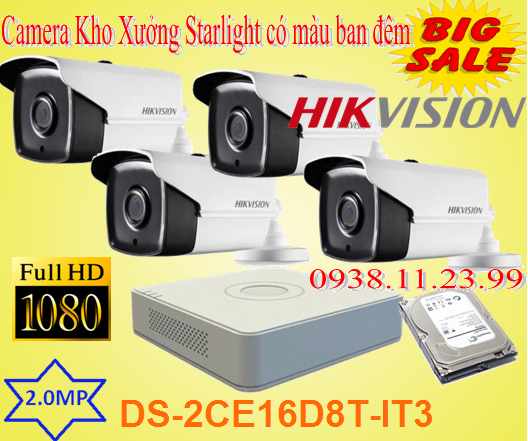 Camera Kho Xưởng Starlight có màu ban đêm
BIG
SALE
HIKVISION
HIKVISION
HIKVISION
HIKVISION
Full HD
1080
0938.11.23.99
2.0MP
DS-2CE16D8T-IT3